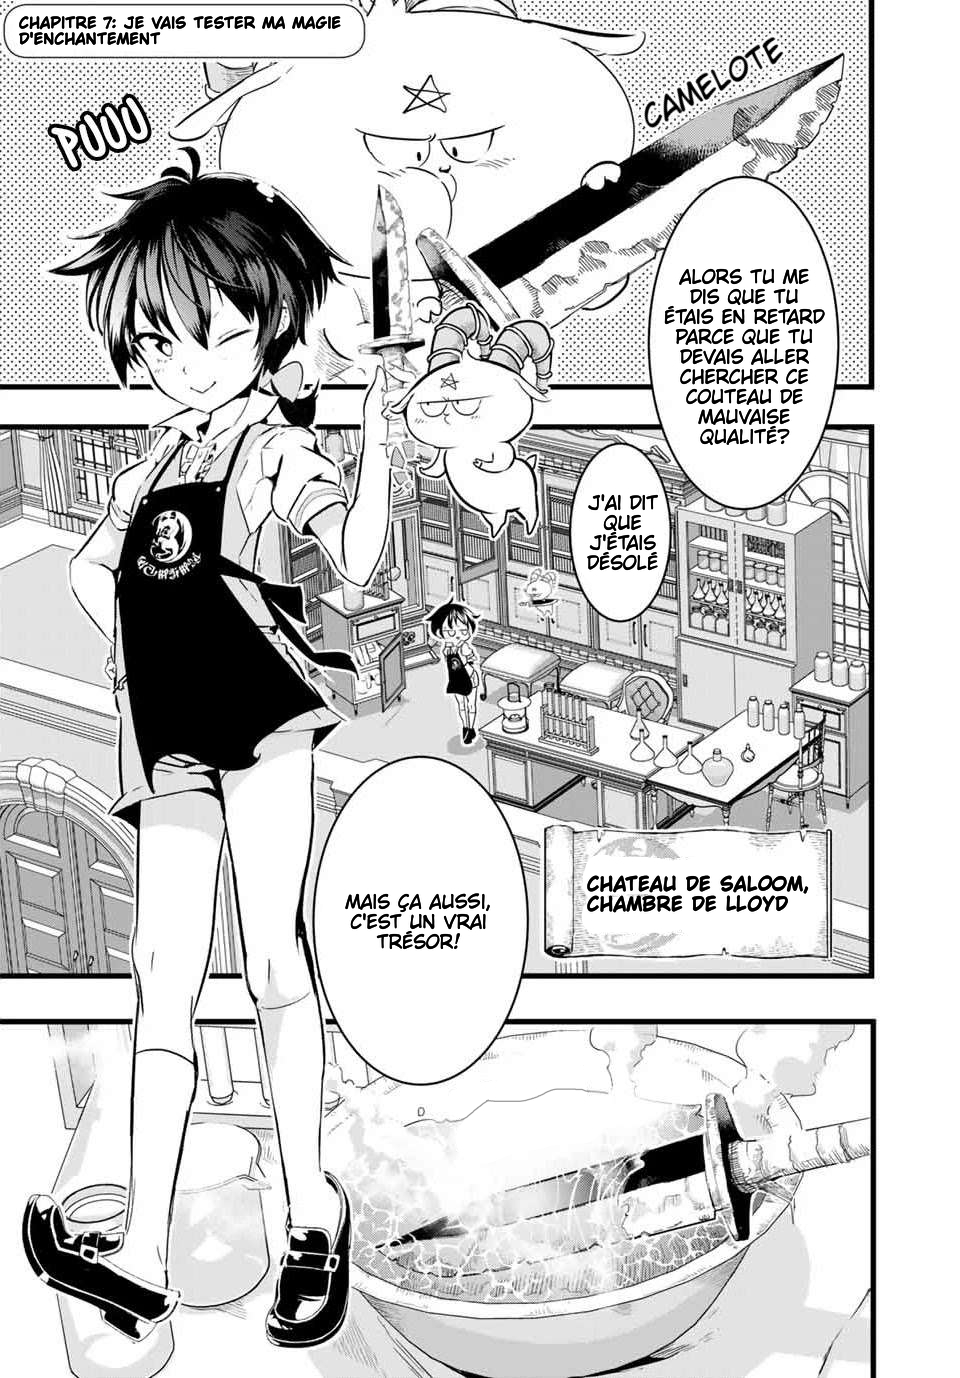 CHAPITRE 7: JE VAIS TESTER MA MAGIE
D'ENCHANTEMENT
PUUU
CAMELOTE
ALORS TU ME
DIS QUE TU
ÉTAIS EN RETARD
PARCE QUE TU
DEVAIS ALLER
CHERCHER CE
COUTEAU DE
MAUVAISE
QUALITÉ?
J'AI DIT
QUE
J'ÉTAIS
DÉSOLÉ
CHATEAU DE SALOOM,
CHAMBRE DE LLOYD
MAIS ÇA AUSSI,
C'EST UN VRAI
TRÉSOR!